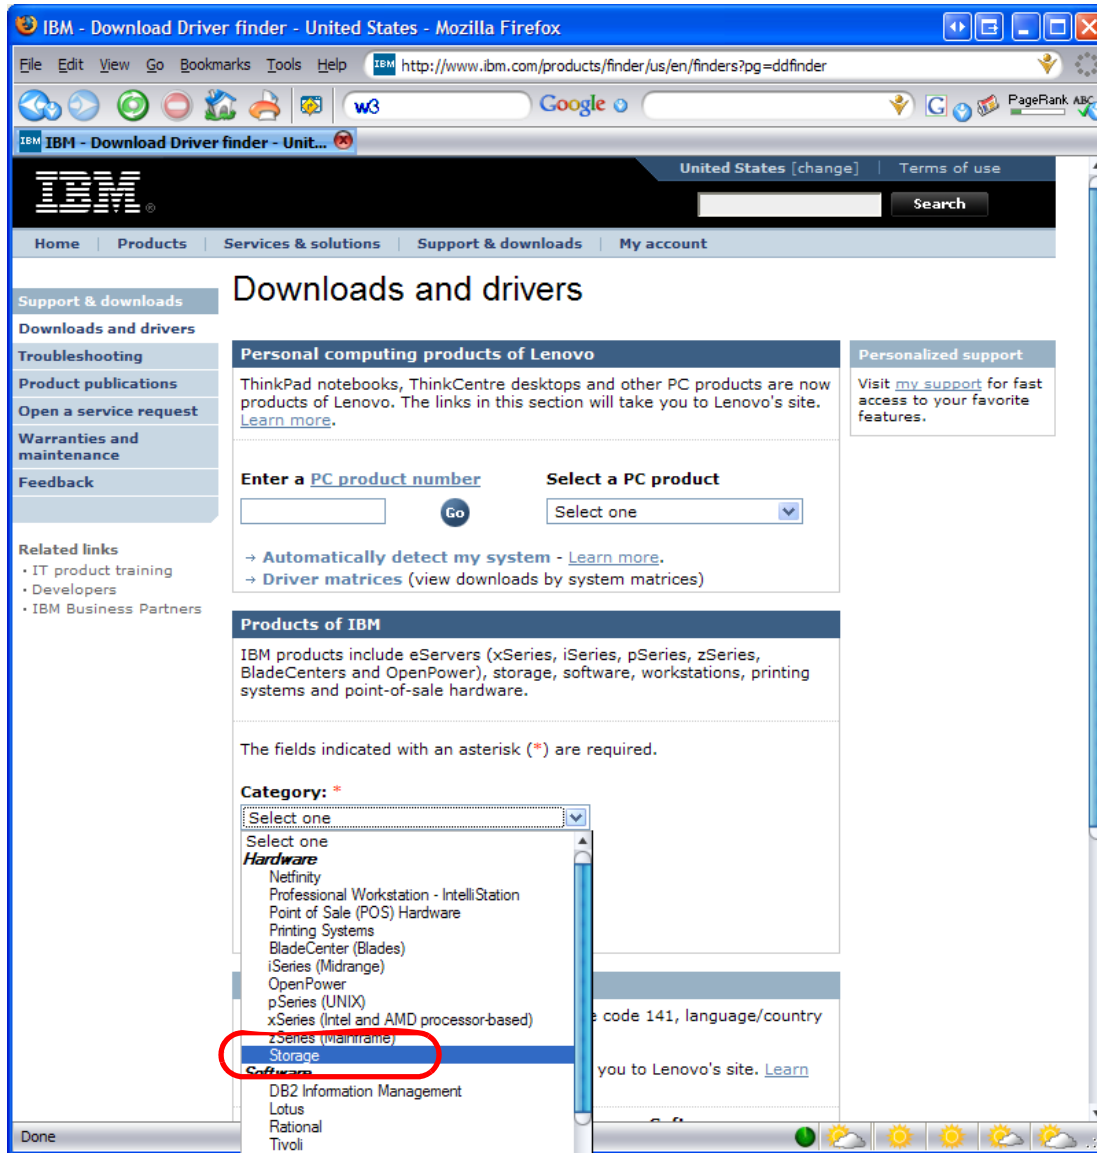 IBM - Download Driver finder - United States - Mozilla Firefox
File Edit View Go Bookmarks Tools Help
IBM http://www.ibm.com/products/finder/us/en/finders?pg=ddfinder
w3
Google
G
PageRank
ABC
IBM IBM - Download Driver finder - Unit...
United States [change] | Terms of use
IBM®
Search
Home | Products | Services & solutions | Support & downloads | My account
Support & downloads
Downloads and drivers
Troubleshooting
Product publications
Open a service request
Warranties and
maintenance
Feedback
Related links
· IT product training
· Developers
· IBM Business Partners
Downloads and drivers
Personal computing products of Lenovo
ThinkPad notebooks, ThinkCentre desktops and other PC products are now
products of Lenovo. The links in this section will take you to Lenovo's site.
Learn more.
Enter a PC product number
Go
Select a PC product
Select one
→ Automatically detect my system - Learn more.
→ Driver matrices (view downloads by system matrices)
Products of IBM
IBM products include eServers (xSeries, iSeries, pSeries, zSeries,
BladeCenters and OpenPower), storage, software, workstations, printing
systems and point-of-sale hardware.
The fields indicated with an asterisk (*) are required.
Category: *
Select one
Select one
Hardware
Netfinity
Professional Workstation - IntelliStation
Point of Sale (POS) Hardware
Printing Systems
BladeCenter (Blades)
iSeries (Midrange)
OpenPower
pSeries (UNIX)
xSeries (Intel and AMD processor-based)
zSeries (Mainframe)
Storage
Software
DB2 Information Management
Lotus
Rational
Tivoli
code 141, language/country
you to Lenovo's site. Learn
Personalized support
Visit my support for fast
access to your favorite
features.
Done